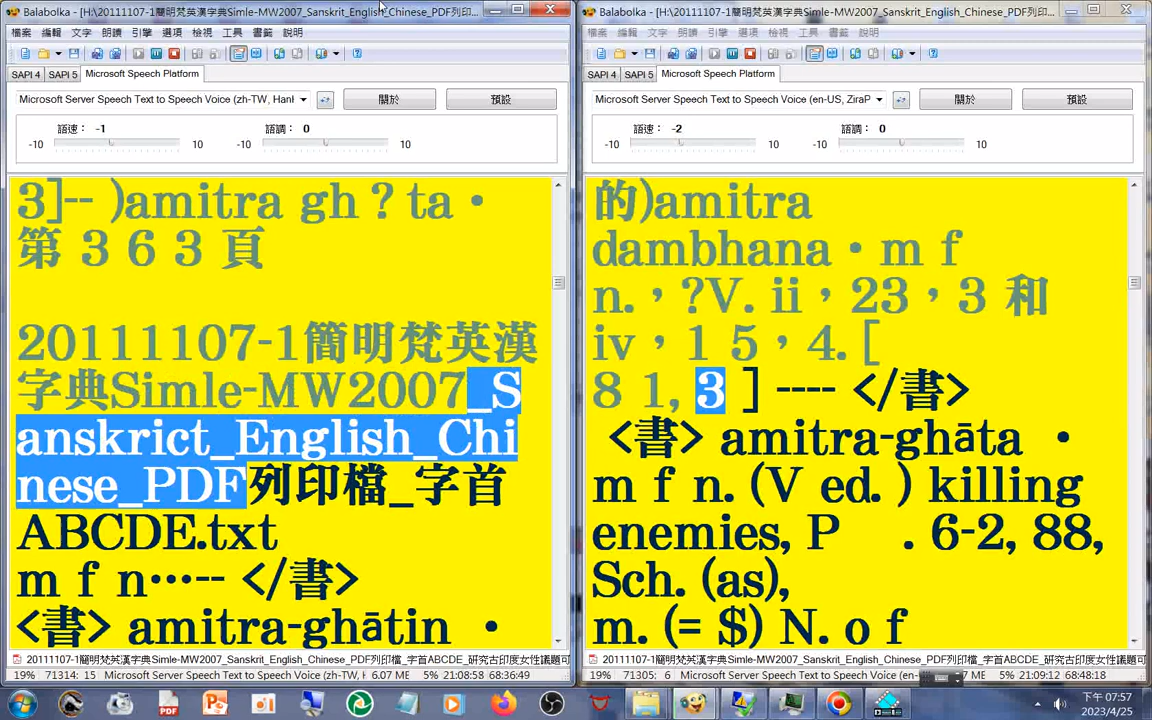 Balabolka - [H:\20111107-1簡明梵英漢字典Simle-MW2007_Sanskrit_English_Chinese_PDF列印...
檔案 編輯 文字 朗讀 引擎 選項 檢視 工具 書籤 說明
SAPI 4 SAPI 5 Microsoft Speech Platform
Microsoft Server Speech Text to Speech Voice (zh-TW, Hanl
關於 預設
語速： -1 語調： 0
-10 10 -10 10
3]-- )amitra gh ? ta •
第 3 6 3 頁
20111107-1簡明梵英漢
字典Simle-MW2007_S
anskrict_English_Chi
nese_PDF列印檔_字首
ABCDE.txt
m f n…-- </書>
<書> amitra-ghātin •
20111107-1簡明梵英漢字典Simle-MW2007_Sanskrit_English_Chinese_PDF列印檔_字首ABCDE_研究古印度女性議題可
19% 71314: 15 Microsoft Server Speech Text to Speech Voice (zh-TW, H 6.07 ME 5% 21:08:58 68:36:49
Balabolka - [H:\20111107-1簡明梵英漢字典Simle-MW2007_Sanskrit_English_Chinese_PDF列印...
檔案 編輯 文字 朗讀 引擎 選項 檢視 工具 書籤 說明
SAPI 4 SAPI 5 Microsoft Speech Platform
Microsoft Server Speech Text to Speech Voice (en-US, ZiraP
關於 預設
語速： -2 語調： 0
-10 10 -10 10
的)amitra
dambhana • m f
n.，?V. ii，23，3 和
iv，1 5，4. [
8 1, 3 ] ---- </書>
<書> amitra-ghāta •
m f n. (V ed. ) killing
enemies, P . 6-2, 88,
Sch. (as),
m. (= $) N. o f
20111107-1簡明梵英漢字典Simle-MW2007_Sanskrit_English_Chinese_PDF列印檔_字首ABCDE_研究古印度女性議題可
19% 71305: 6 Microsoft Server Speech Text to Speech Voice (en-U ME 5% 21:09:12 68:48:18
下午 07:57
2023/4/25